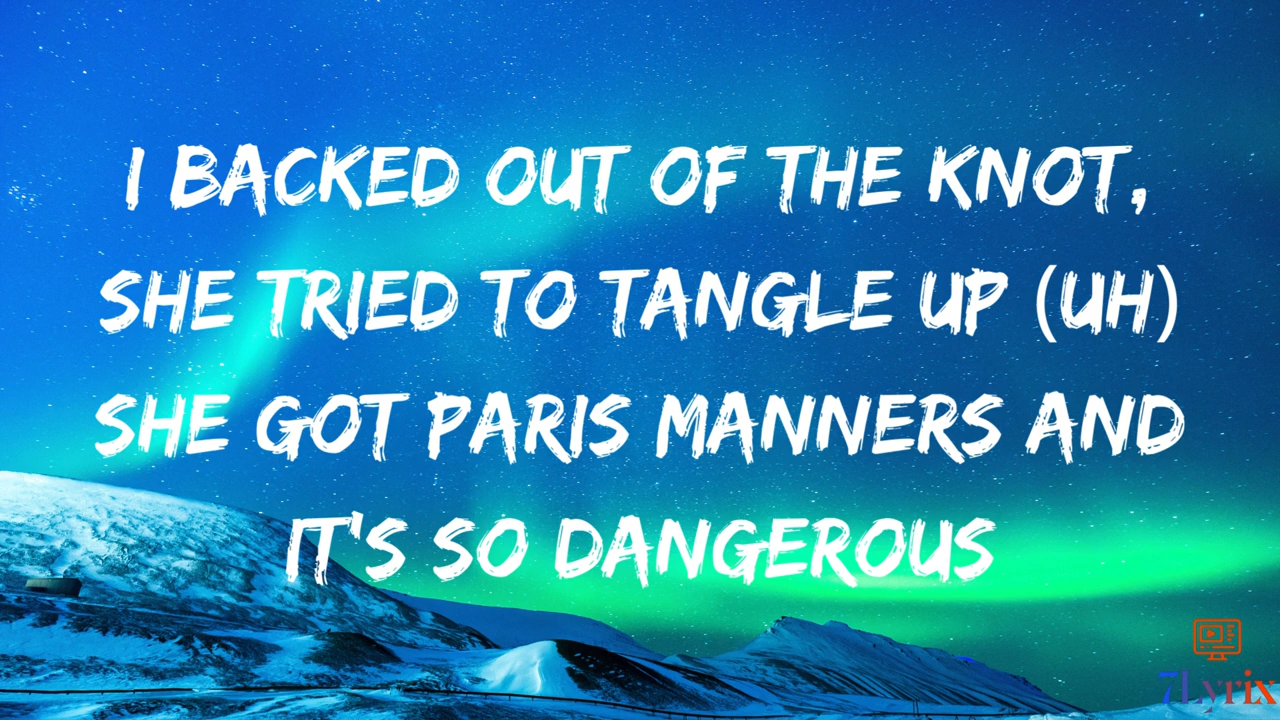 I BACKED OUT OF THE KNOT,
SHE TRIED TO TANGLE UP (UH)
SHE GOT PARIS MANNERS AND
IT'S SO DANGEROUS
7Lyrix